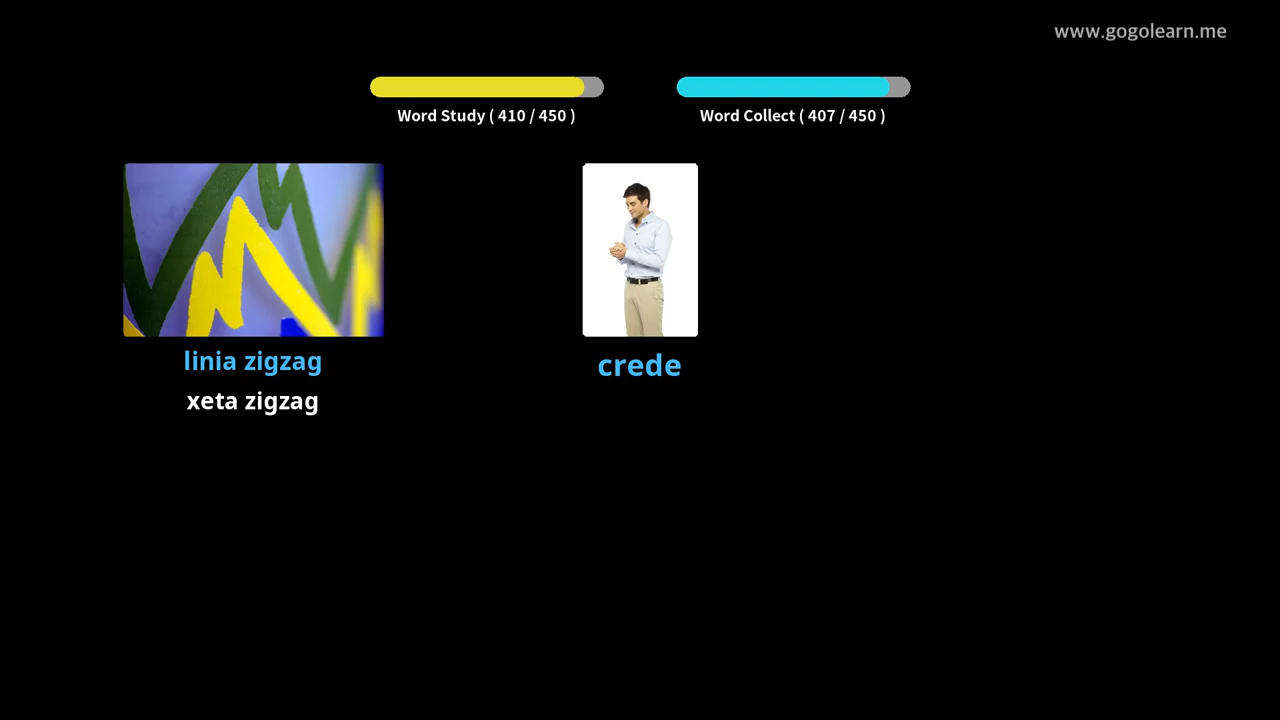 www.gogolearn.me
Word Study ( 410 / 450 )
Word Collect ( 407 / 450 )
linia zigzag
xeta zigzag
crede